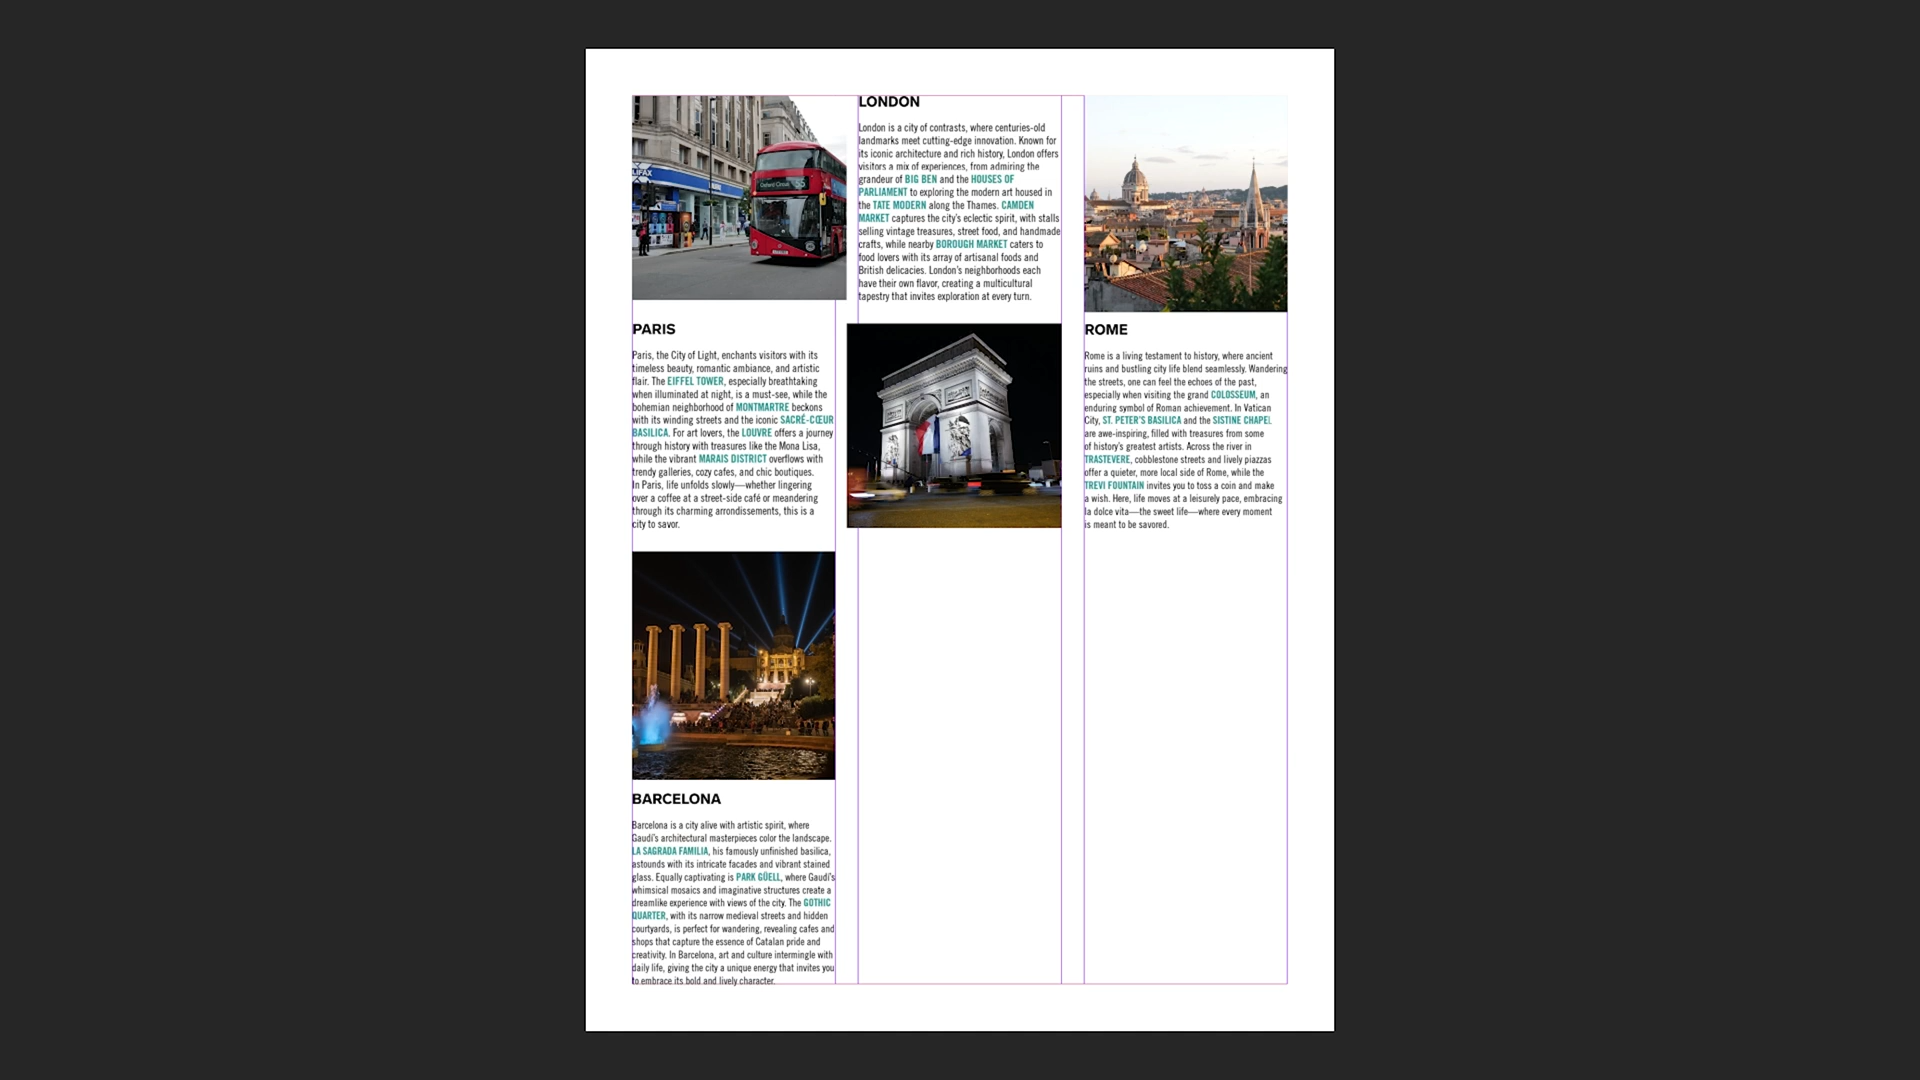 LIFAX
Oxford Circus 55
LONDON
London is a city of contrasts, where centuries-old
landmarks meet cutting-edge innovation. Known for
its iconic architecture and rich history, London offers
visitors a mix of experiences, from admiring the
grandeur of BIG BEN and the HOUSES OF
PARLIAMENT to exploring the modern art housed in
the TATE MODERN along the Thames. CAMDEN
MARKET captures the city's eclectic spirit, with stalls
selling vintage treasures, street food, and handmade
crafts, while nearby BOROUGH MARKET caters to
food lovers with its array of artisanal foods and
British delicacies. London's neighborhoods each
have their own flavor, creating a multicultural
tapestry that invites exploration at every turn.
PARIS
Paris, the City of Light, enchants visitors with its
timeless beauty, romantic ambiance, and artistic
flair. The EIFFEL TOWER, especially breathtaking
when illuminated at night, is a must-see, while the
bohemian neighborhood of MONTMARTRE beckons
with its winding streets and the iconic SACRÉ-CŒUR
BASILICA. For art lovers, the LOUVRE offers a journey
through history with treasures like the Mona Lisa,
while the vibrant MARAIS DISTRICT overflows with
trendy galleries, cozy cafes, and chic boutiques.
In Paris, life unfolds slowly—whether lingering
over a coffee at a street-side café or meandering
through its charming arrondissements, this is a
city to savor.
ROME
Rome is a living testament to history, where ancient
ruins and bustling city life blend seamlessly. Wandering
the streets, one can feel the echoes of the past,
especially when visiting the grand COLOSSEUM, an
enduring symbol of Roman achievement. In Vatican
City, ST. PETER'S BASILICA and the SISTINE CHAPEL
are awe-inspiring, filled with treasures from some
of history's greatest artists. Across the river in
TRASTEVERE, cobblestone streets and lively piazzas
offer a quieter, more local side of Rome, while the
TREVI FOUNTAIN invites you to toss a coin and make
a wish. Here, life moves at a leisurely pace, embracing
la dolce vita—the sweet life—where every moment
is meant to be savored.
BARCELONA
Barcelona is a city alive with artistic spirit, where
Gaudí's architectural masterpieces color the landscape.
LA SAGRADA FAMILIA, his famously unfinished basilica,
astounds with its intricate facades and vibrant stained
glass. Equally captivating is PARK GÜELL, where Gaudí's
whimsical mosaics and imaginative structures create a
dreamlike experience with views of the city. The GOTHIC
QUARTER, with its narrow medieval streets and hidden
courtyards, is perfect for wandering, revealing cafes and
shops that capture the essence of Catalan pride and
creativity. In Barcelona, art and culture intermingle with
daily life, giving the city a unique energy that invites you
to embrace its bold and lively character.